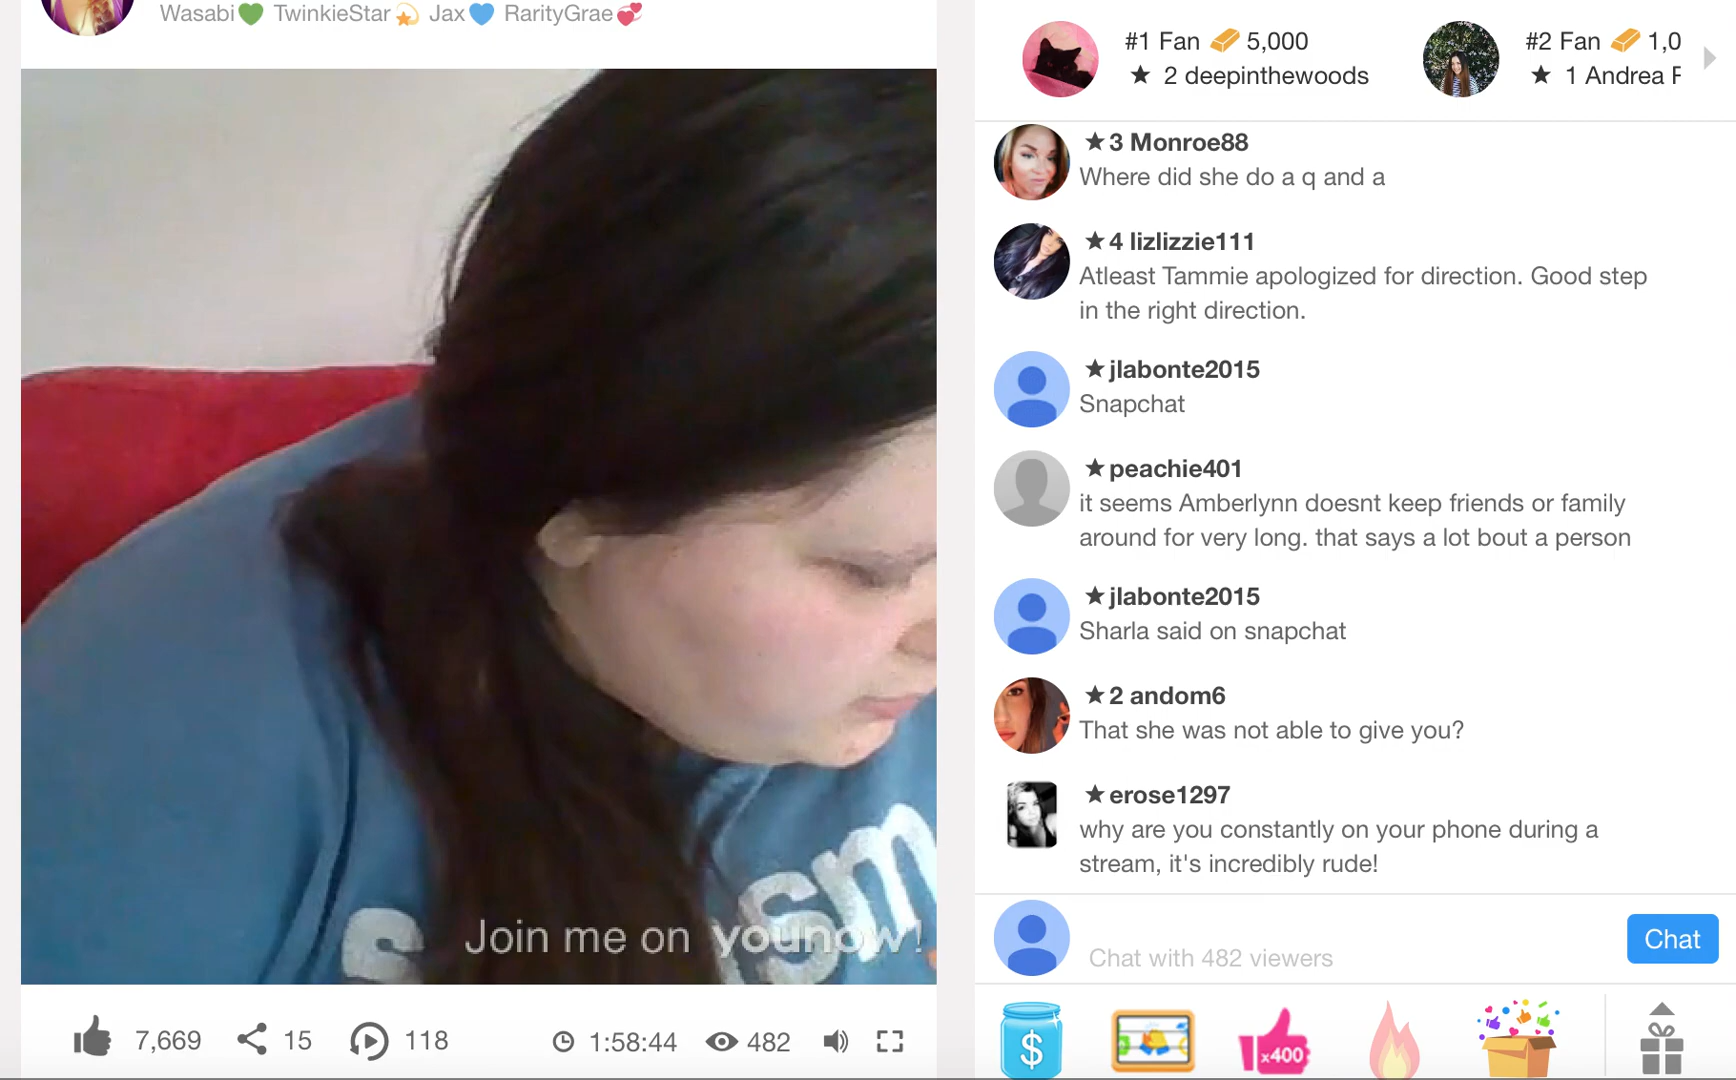 Wasabi💚 TwinkieStar💫 Jax💙 RarityGrae💞
Join me on younow!
sm
7,669
15
118
1:58:44
482
#1 Fan 5,000
★ 2 deepinthewoods
#2 Fan 1,0
★ 1 Andrea F
★3 Monroe88
Where did she do a q and a
★4 lizlizzie111
Atleast Tammie apologized for direction. Good step
in the right direction.
★jlabonte2015
Snapchat
★peachie401
it seems Amberlynn doesnt keep friends or family
around for very long. that says a lot bout a person
★jlabonte2015
Sharla said on snapchat
★2 andom6
That she was not able to give you?
★erose1297
why are you constantly on your phone during a
stream, it's incredibly rude!
Chat with 482 viewers
Chat
$
x400